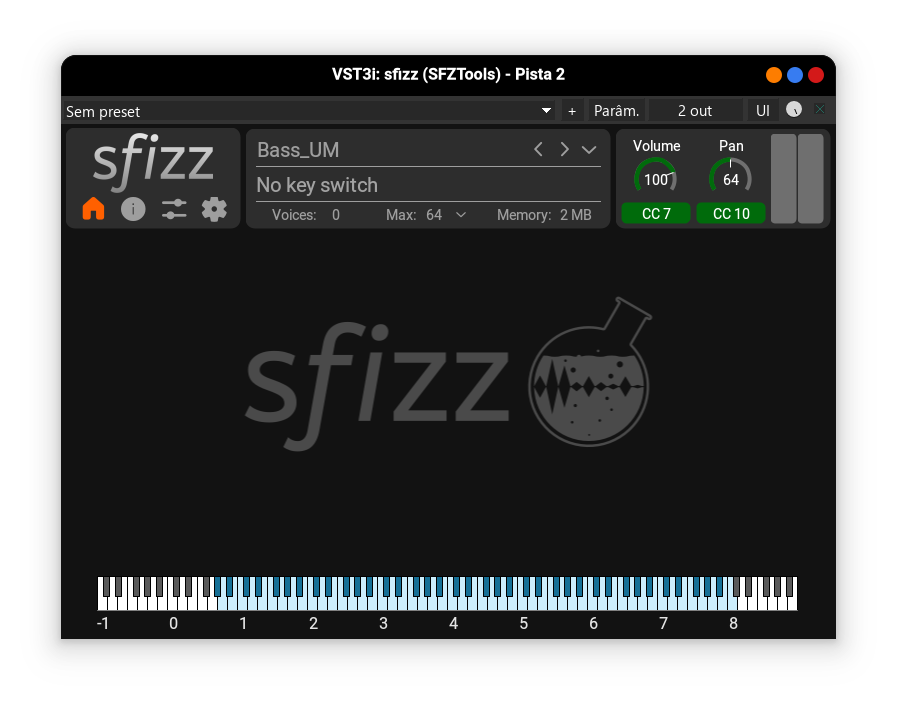 VST3i: sfizz (SFZTools) - Pista 2
Sem preset
+
Parâm.
2 out
UI
sfizz
Bass_UM
No key switch
Voices: 0
Max: 64
Memory: 2 MB
Volume
Pan
100
64
CC 7
CC 10
sfizz
-1 0 1 2 3 4 5 6 7 8